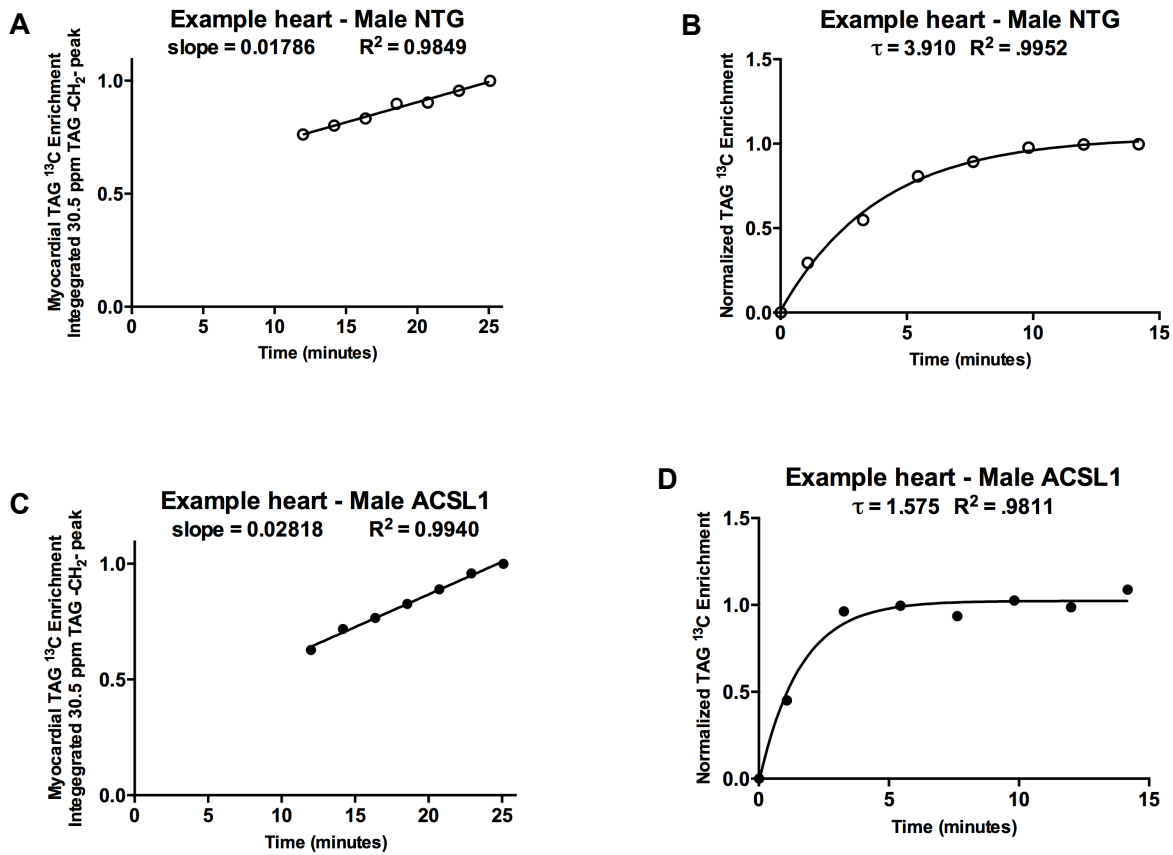 A
Example heart - Male NTG
slope = 0.01786 R² = 0.9849
Myocardial TAG ¹³C Enrichment
Integegrated 30.5 ppm TAG -CH₂- peak
1.0
0.5
0.0
0 5 10 15 20 25
Time (minutes)
B
Example heart - Male NTG
τ = 3.910 R² = .9952
Normalized TAG ¹³C Enrichment
1.5
1.0
0.5
0.0
0 5 10 15
Time (minutes)
C
Example heart - Male ACSL1
slope = 0.02818 R² = 0.9940
Myocardial TAG ¹³C Enrichment
Integegrated 30.5 ppm TAG -CH₂- peak
1.0
0.5
0.0
0 5 10 15 20 25
Time (minutes)
D
Example heart - Male ACSL1
τ = 1.575 R² = .9811
Normalized TAG ¹³C Enrichment
1.5
1.0
0.5
0.0
0 5 10 15
Time (minutes)